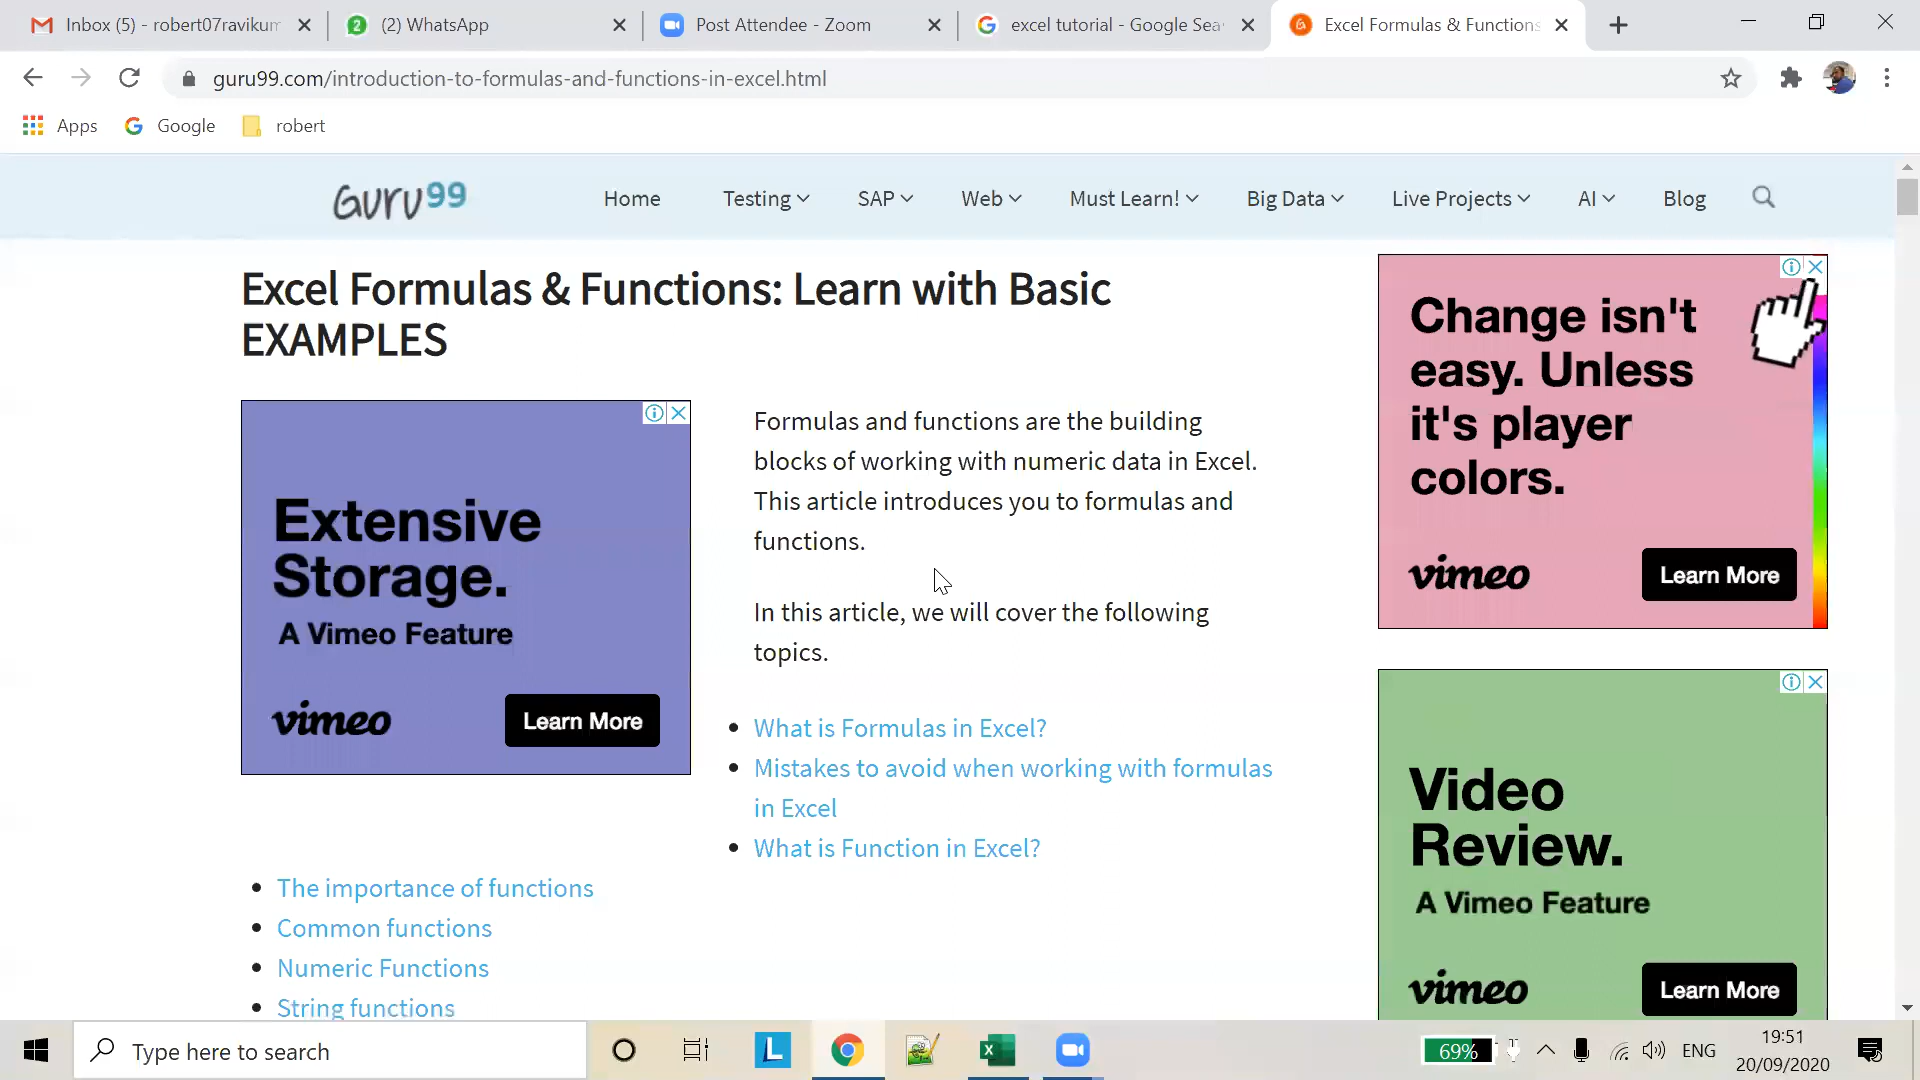 Inbox (5) - robert07ravikum
(2) WhatsApp
Post Attendee - Zoom
excel tutorial - Google Sea
Excel Formulas & Functions
guru99.com/introduction-to-formulas-and-functions-in-excel.html
Apps
Google
robert
Guru99
Home
Testing
SAP
Web
Must Learn!
Big Data
Live Projects
AI
Blog
Excel Formulas & Functions: Learn with Basic
EXAMPLES
Extensive
Storage.
A Vimeo Feature
vimeo
Learn More
Formulas and functions are the building
blocks of working with numeric data in Excel.
This article introduces you to formulas and
functions.
In this article, we will cover the following
topics.
What is Formulas in Excel?
Mistakes to avoid when working with formulas
in Excel
What is Function in Excel?
The importance of functions
Common functions
Numeric Functions
String functions
Change isn't
easy. Unless
it's player
colors.
vimeo
Learn More
Video
Review.
A Vimeo Feature
vimeo
Learn More
Type here to search
69%
ENG
19:51
20/09/2020